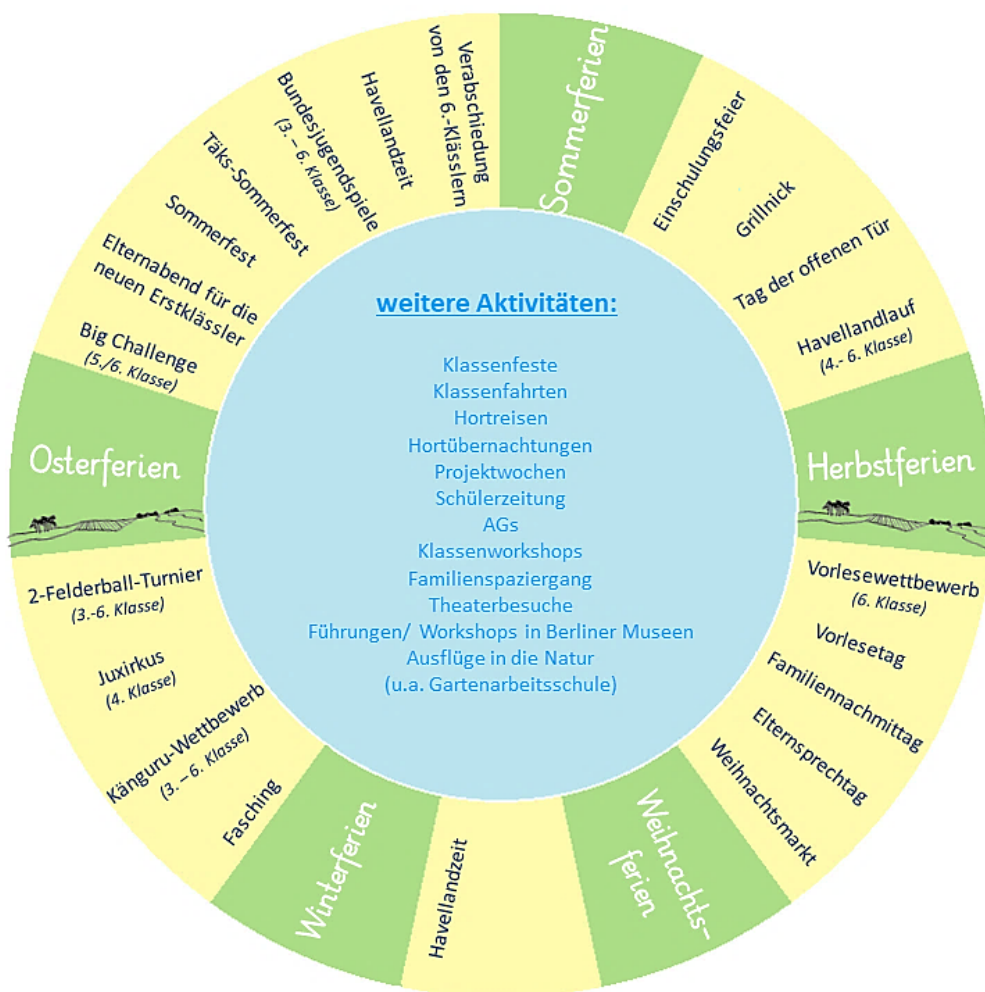 Sommerferien
Einschulungsfeier
Grillnick
Tag der offenen Tür
Havellandlauf
(4.- 6. Klasse)
Herbstferien
Vorlesewettbewerb
(6. Klasse)
Vorlesetag
Familiennachmittag
Elternsprechtag
Weihnachtsmarkt
Weihnachts-
ferien
Havellandzeit
Winterferien
Fasching
Känguru-Wettbewerb
(3. – 6. Klasse)
Juxirkus
(4. Klasse)
2-Felderball-Turnier
(3.-6. Klasse)
Osterferien
Big Challenge
(5./6. Klasse)
Elternabend für die
neuen Erstklässler
Sommerfest
Täks-Sommerfest
Bundesjugendspiele
(3. – 6. Klasse)
Havellandzeit
Verabschiedung
von den 6.-Klässlern
weitere Aktivitäten:
Klassenfeste
Klassenfahrten
Hortreisen
Hortübernachtungen
Projektwochen
Schülerzeitung
AGs
Klassenworkshops
Familienspaziergang
Theaterbesuche
Führungen/ Workshops in Berliner Museen
Ausflüge in die Natur
(u.a. Gartenarbeitsschule)